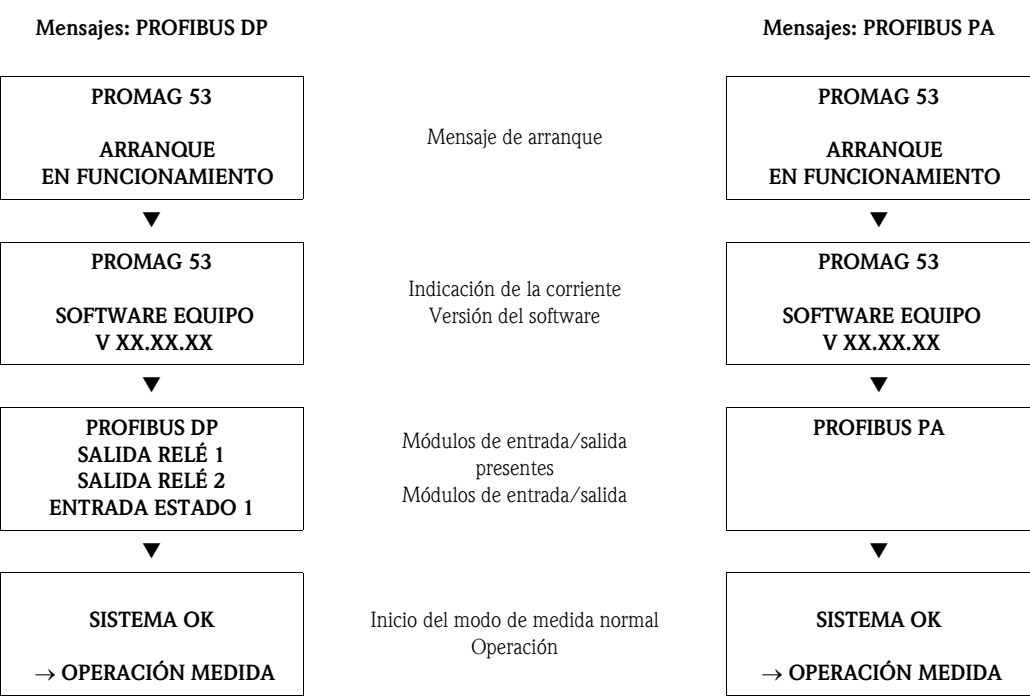 Mensajes: PROFIBUS DP
Mensajes: PROFIBUS PA
PROMAG 53
ARRANQUE
EN FUNCIONAMIENTO
Mensaje de arranque
PROMAG 53
ARRANQUE
EN FUNCIONAMIENTO
▼
▼
PROMAG 53
SOFTWARE EQUIPO
V XX.XX.XX
Indicación de la corriente
Versión del software
PROMAG 53
SOFTWARE EQUIPO
V XX.XX.XX
▼
▼
PROFIBUS DP
SALIDA RELÉ 1
SALIDA RELÉ 2
ENTRADA ESTADO 1
Módulos de entrada/salida
presentes
Módulos de entrada/salida
PROFIBUS PA
▼
▼
SISTEMA OK
→ OPERACIÓN MEDIDA
Inicio del modo de medida normal
Operación
SISTEMA OK
→ OPERACIÓN MEDIDA